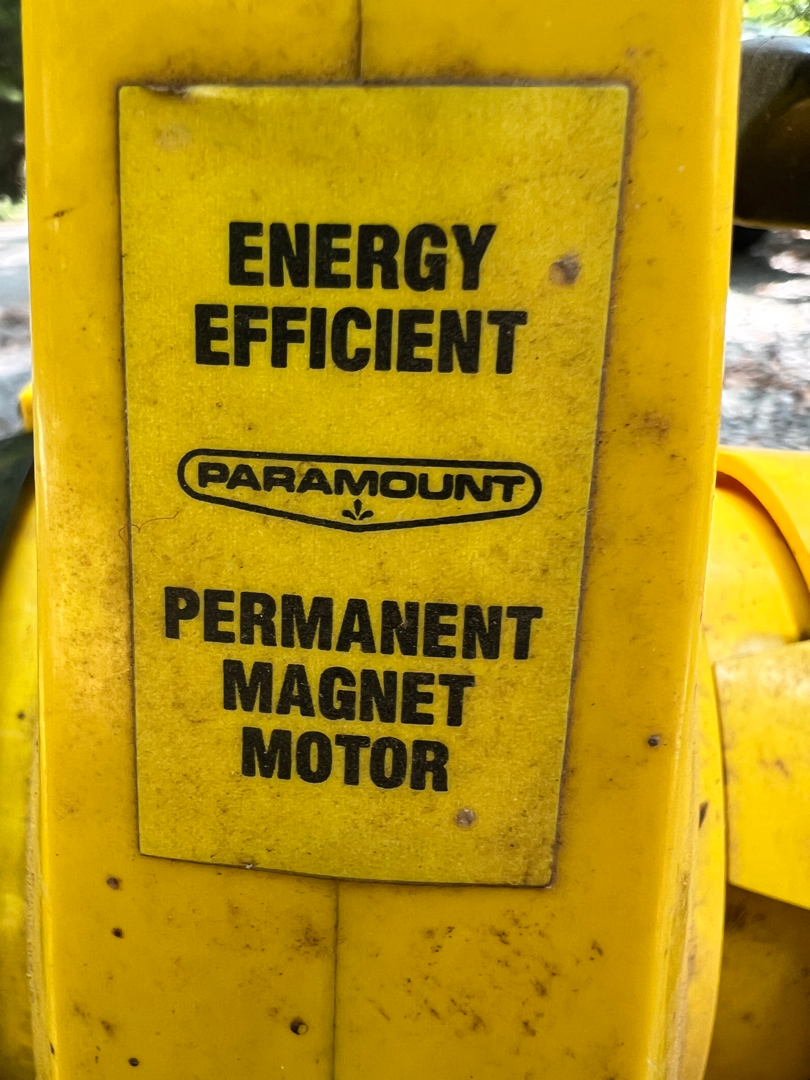 ENERGY
EFFICIENT
PARAMOUNT
PERMANENT
MAGNET
MOTOR